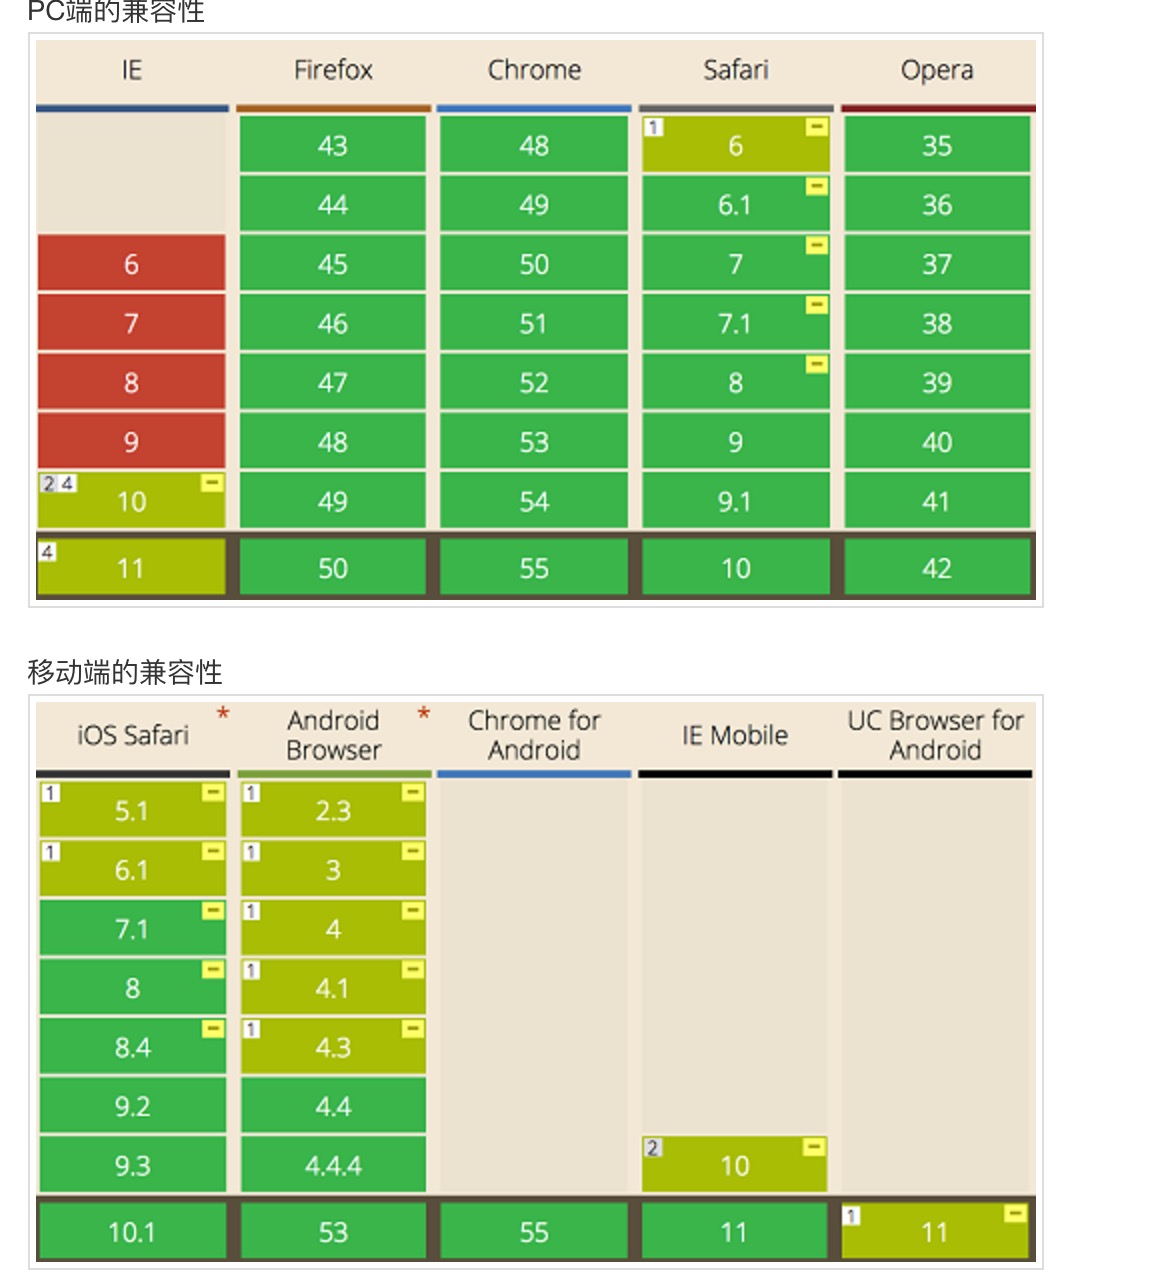 PC端的兼容性
IE Firefox Chrome Safari Opera
43 48 1 6 - 35
44 49 6.1 - 36
6 45 50 7 - 37
7 46 51 7.1 - 38
8 47 52 8 - 39
9 48 53 9 40
2 4 10 - 49 54 9.1 41
4 11 50 55 10 42
移动端的兼容性
iOS Safari * Android Browser * Chrome for Android IE Mobile UC Browser for Android
1 5.1 - 1 2.3 -
1 6.1 - 1 3 -
7.1 - 1 4 -
8 - 1 4.1 -
8.4 - 1 4.3 -
9.2 4.4
9.3 4.4.4 2 10 -
10.1 53 55 11 1 11 -